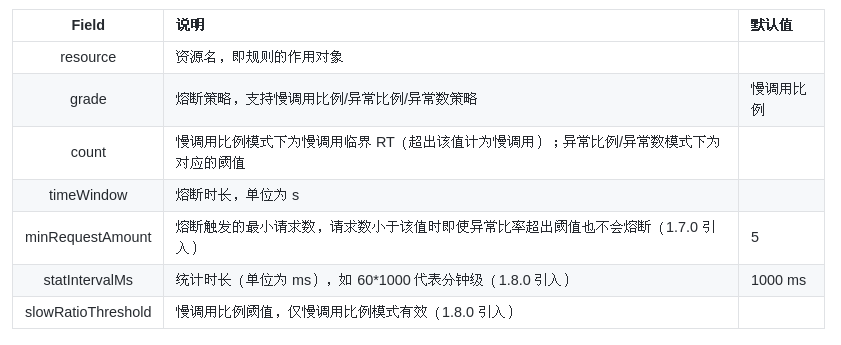 Field 说明 默认值
resource 资源名，即规则的作用对象
grade 熔断策略，支持慢调用比例/异常比例/异常数策略 慢调用比
例
count 慢调用比例模式下为慢调用临界 RT（超出该值计为慢调用）；异常比例/异常数模式下为
对应的阈值
timeWindow 熔断时长，单位为 s
minRequestAmount 熔断触发的最小请求数，请求数小于该值时即使异常比率超出阈值也不会熔断（1.7.0 引
入） 5
statIntervalMs 统计时长（单位为 ms），如 60*1000 代表分钟级（1.8.0 引入） 1000 ms
slowRatioThreshold 慢调用比例阈值，仅慢调用比例模式有效（1.8.0 引入）